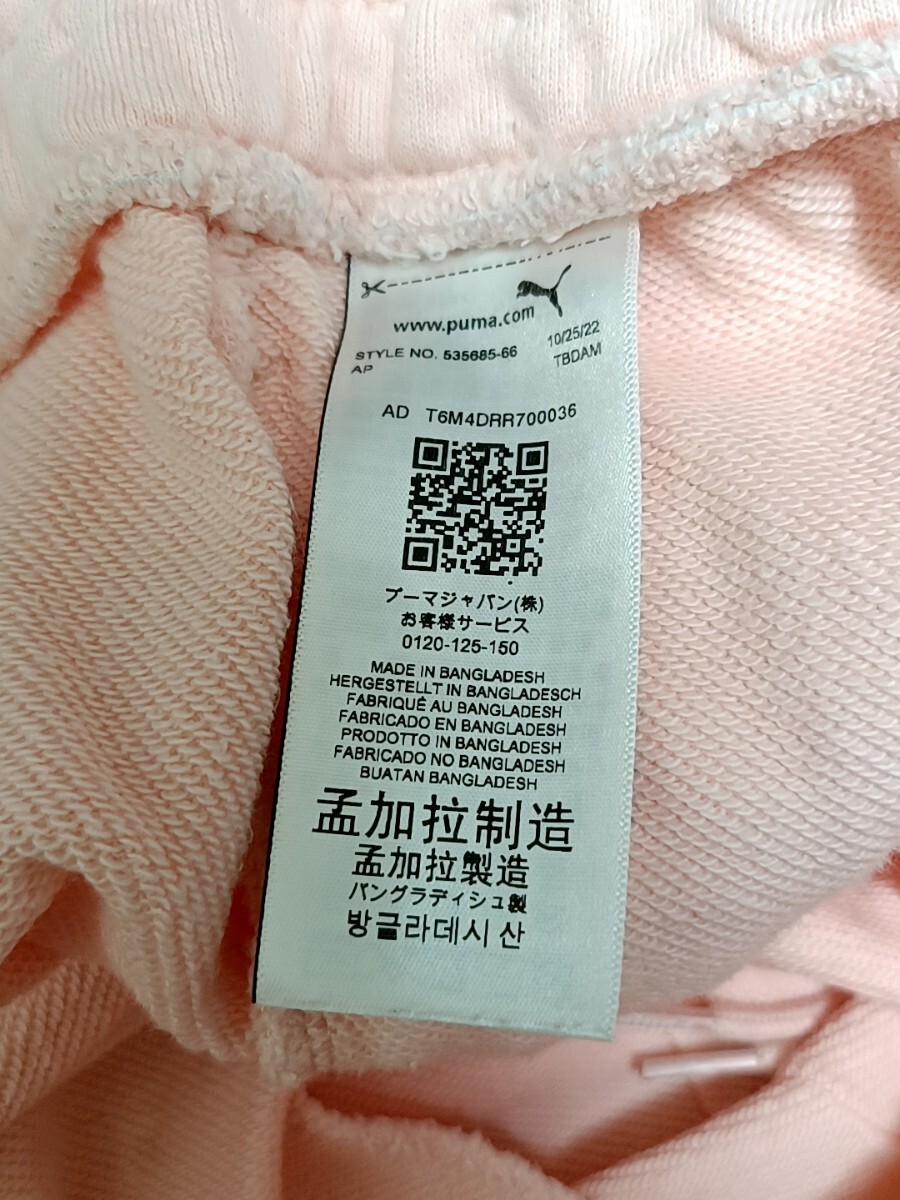 www.puma.com
STYLE NO. 535685-66 10/25/22
AP TBDAM
AD T6M4DRR700036
プーマジャパン(株)
お客様サービス
0120-125-150
MADE IN BANGLADESH
HERGESTELLT IN BANGLADESCH
FABRIQUÉ AU BANGLADESH
FABRICADO EN BANGLADESH
PRODOTTO IN BANGLADESH
FABRICADO NO BANGLADESH
BUATAN BANGLADESH
孟加拉制造
孟加拉製造
バングラディシュ製
방글라데시 산